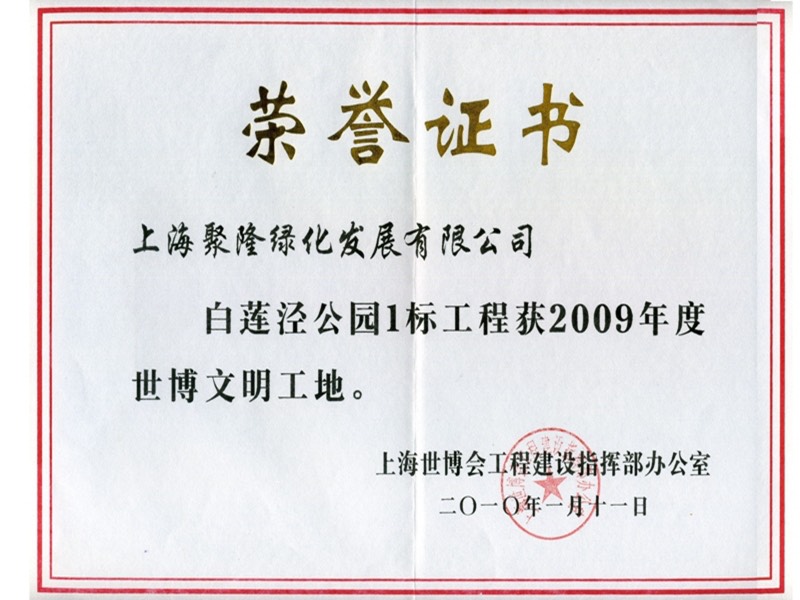 荣誉证书
上海聚隆绿化发展有限公司
白莲泾公园1标工程获2009年度
世博文明工地。
上海世博会工程建设指挥部办公室
二〇一〇年一月十一日